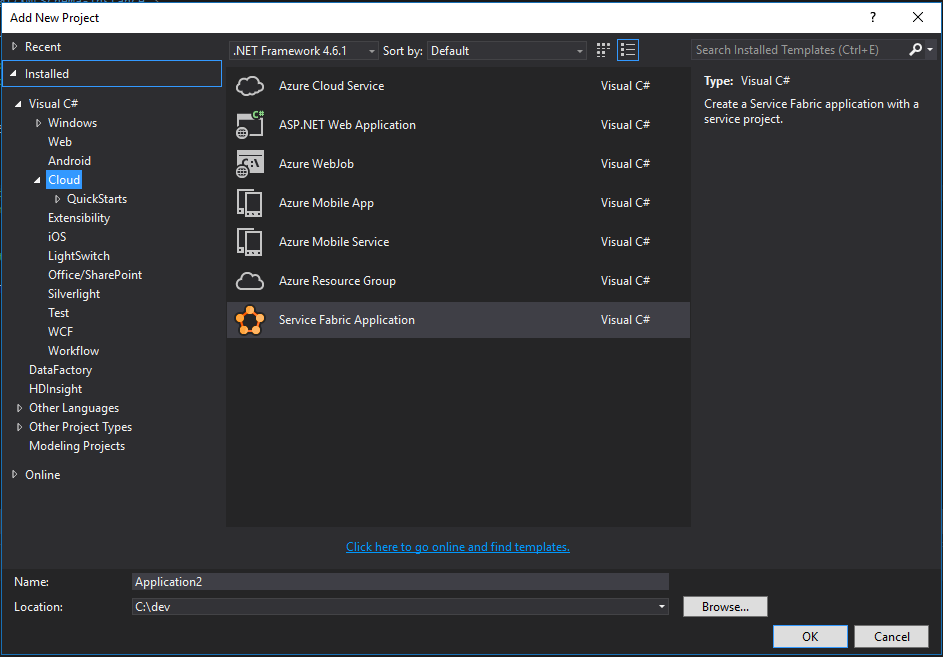 Add New Project
?
Recent
Installed
Visual C#
Windows
Web
Android
Cloud
QuickStarts
Extensibility
iOS
LightSwitch
Office/SharePoint
Silverlight
Test
WCF
Workflow
DataFactory
HDInsight
Other Languages
Other Project Types
Modeling Projects
Online
.NET Framework 4.6.1 Sort by: Default
Azure Cloud Service Visual C#
ASP.NET Web Application Visual C#
Azure WebJob Visual C#
Azure Mobile App Visual C#
Azure Mobile Service Visual C#
Azure Resource Group Visual C#
Service Fabric Application Visual C#
Click here to go online and find templates.
Search Installed Templates (Ctrl+E)
Type: Visual C#
Create a Service Fabric application with a
service project.
Name: Application2
Location: C:\dev Browse...
OK Cancel